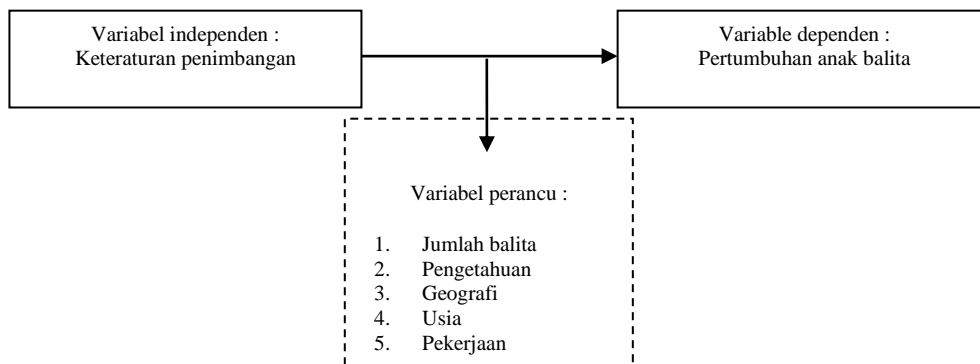 Variabel independen :
Keteraturan penimbangan
Variable dependen :
Pertumbuhan anak balita
Variabel perancu :
1. Jumlah balita
2. Pengetahuan
3. Geografi
4. Usia
5. Pekerjaan